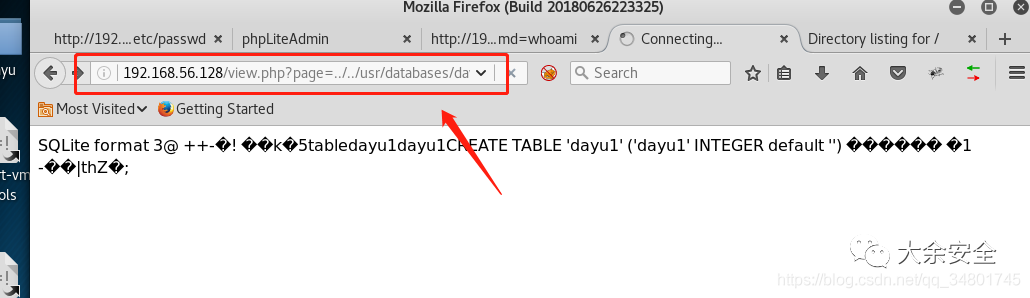 Mozilla Firefox (Build 20180626223325)
http://192....etc/passwd × phpLiteAdmin × http://19...md=whoami × Connecting... × Directory listing for / ×
192.168.56.128/view.php?page=../../usr/databases/da
Search
Most Visited Getting Started
SQLite format 3@ ++-�! ��k�5tabledayu1dayu1CREATE TABLE 'dayu1' ('dayu1' INTEGER default '') ������ �1
-��|thZ�;
yu
rt-vm
ols
大余安全
https://blog.csdn.net/qq_34801745